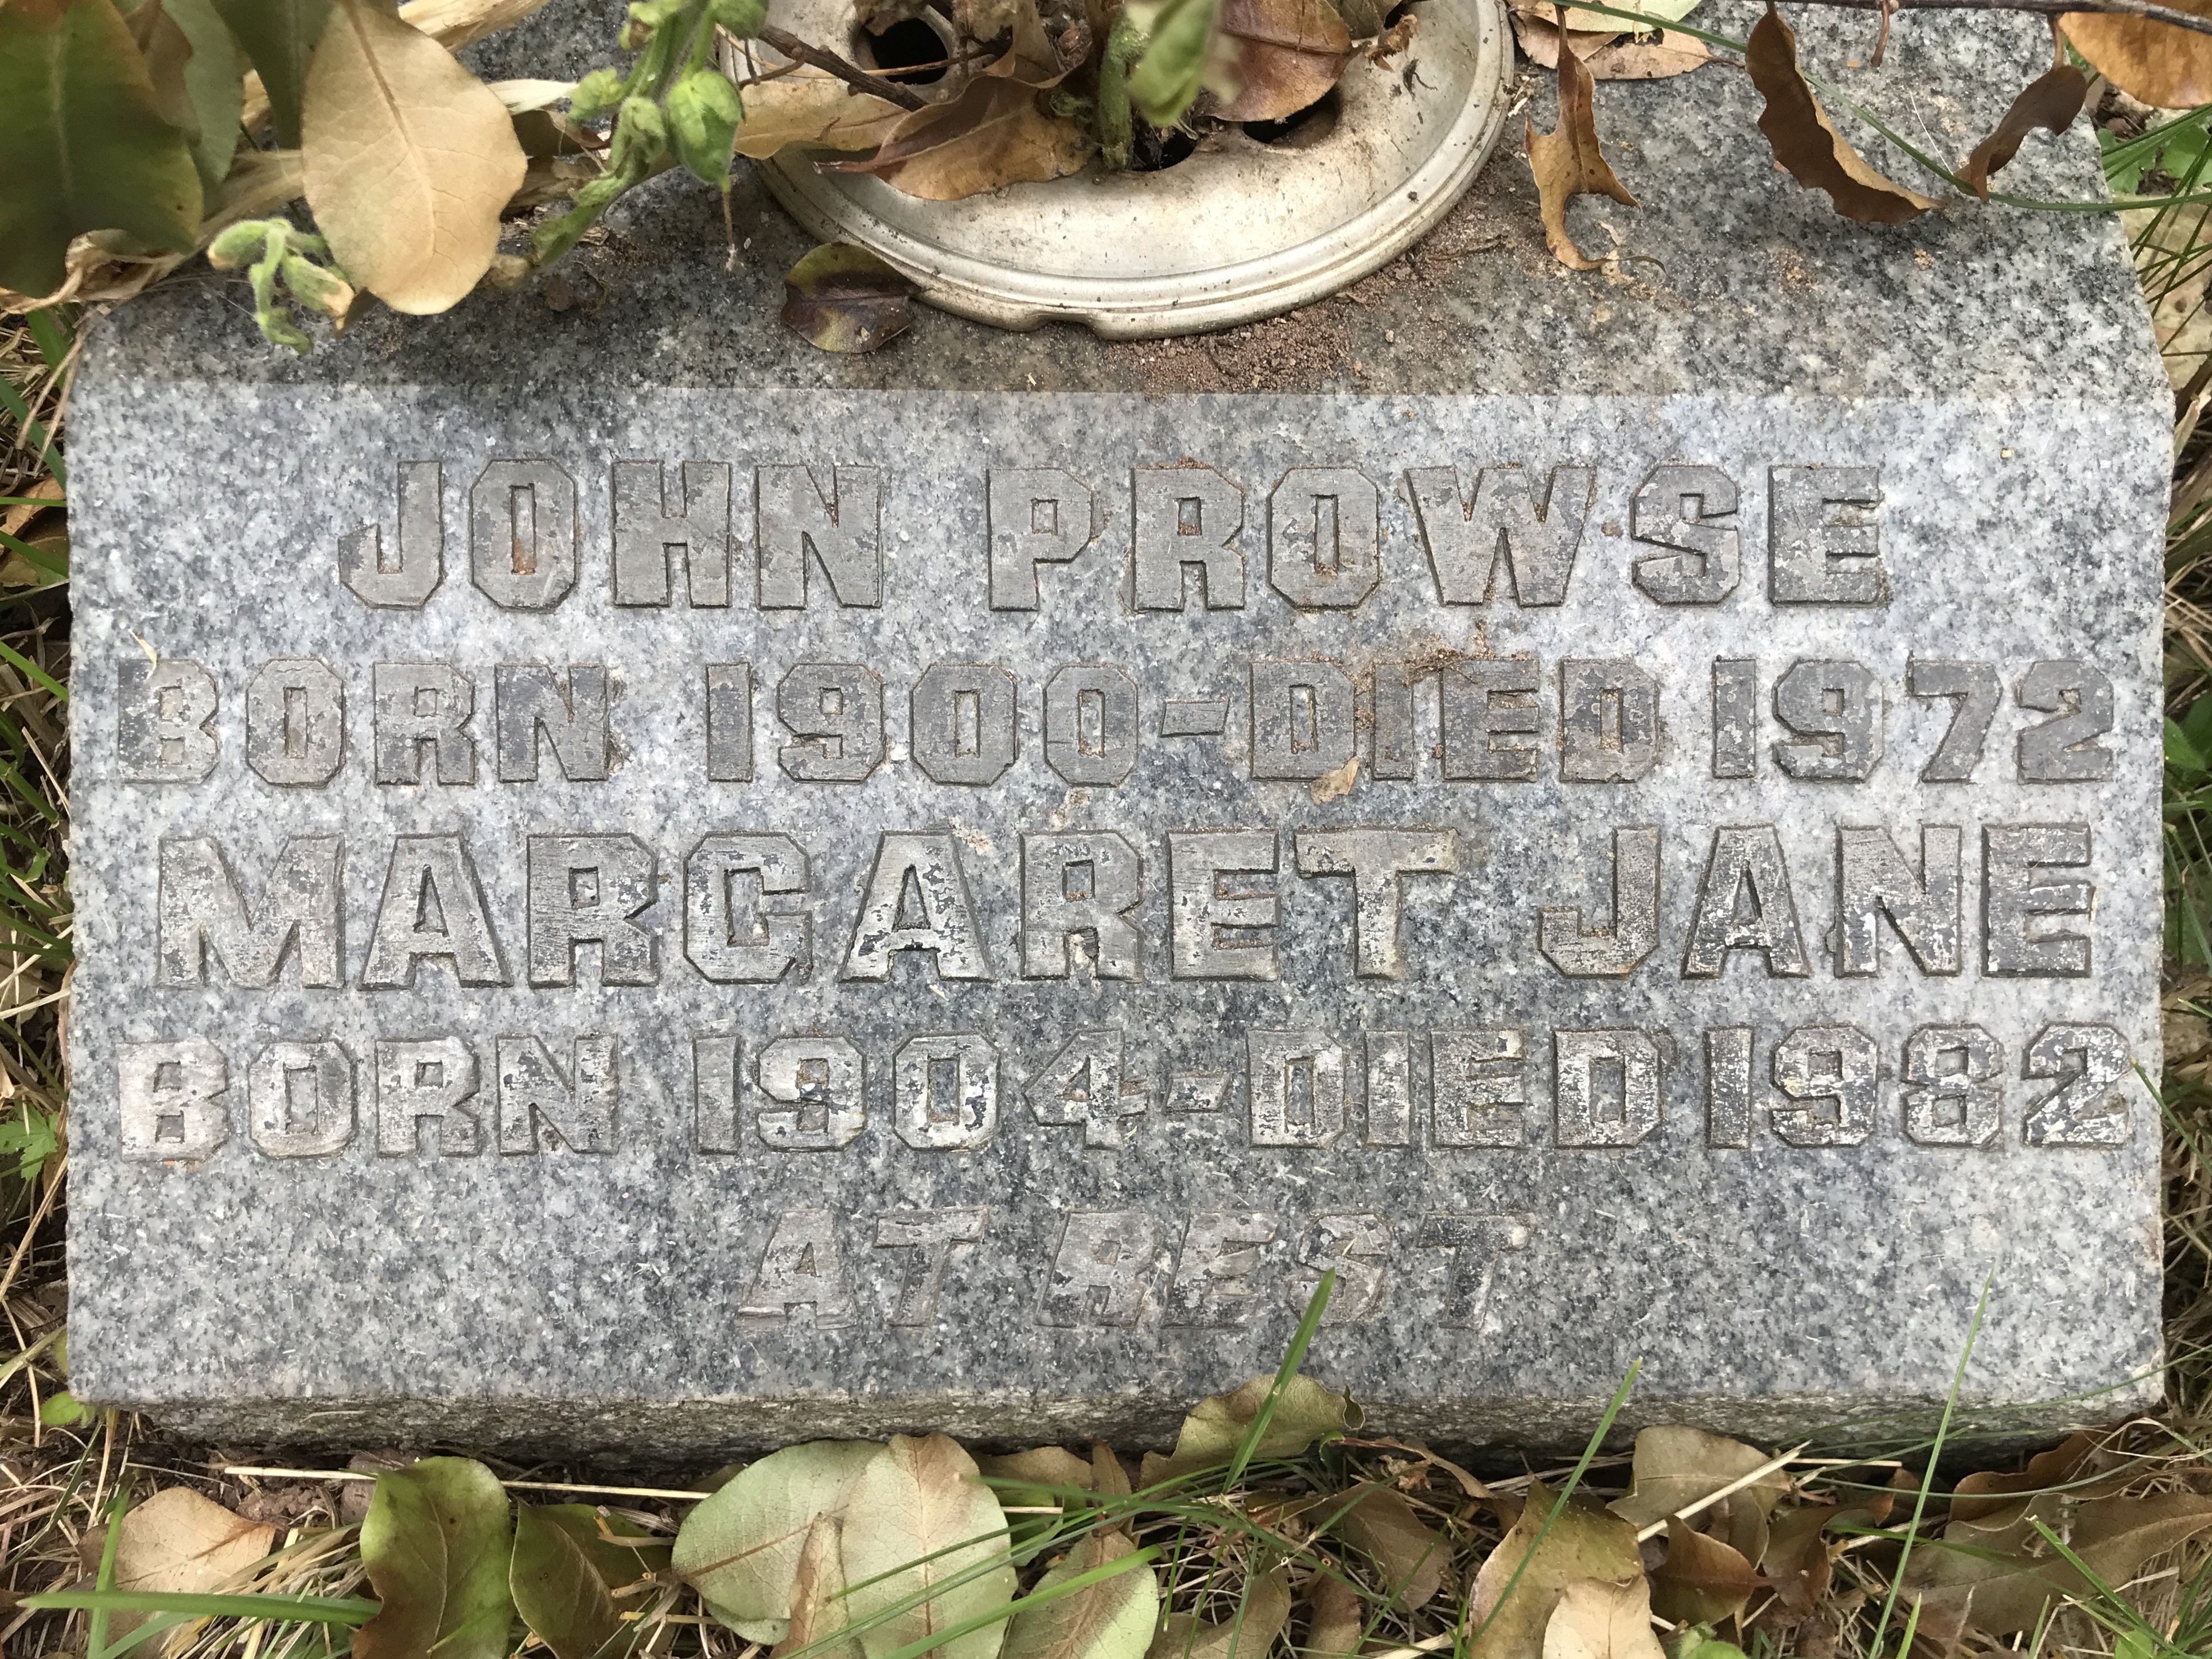 JOHN PROWSE
BORN 1900-DIED 1972
MARGARET JANE
BORN 1904-DIED 1982
AT REST